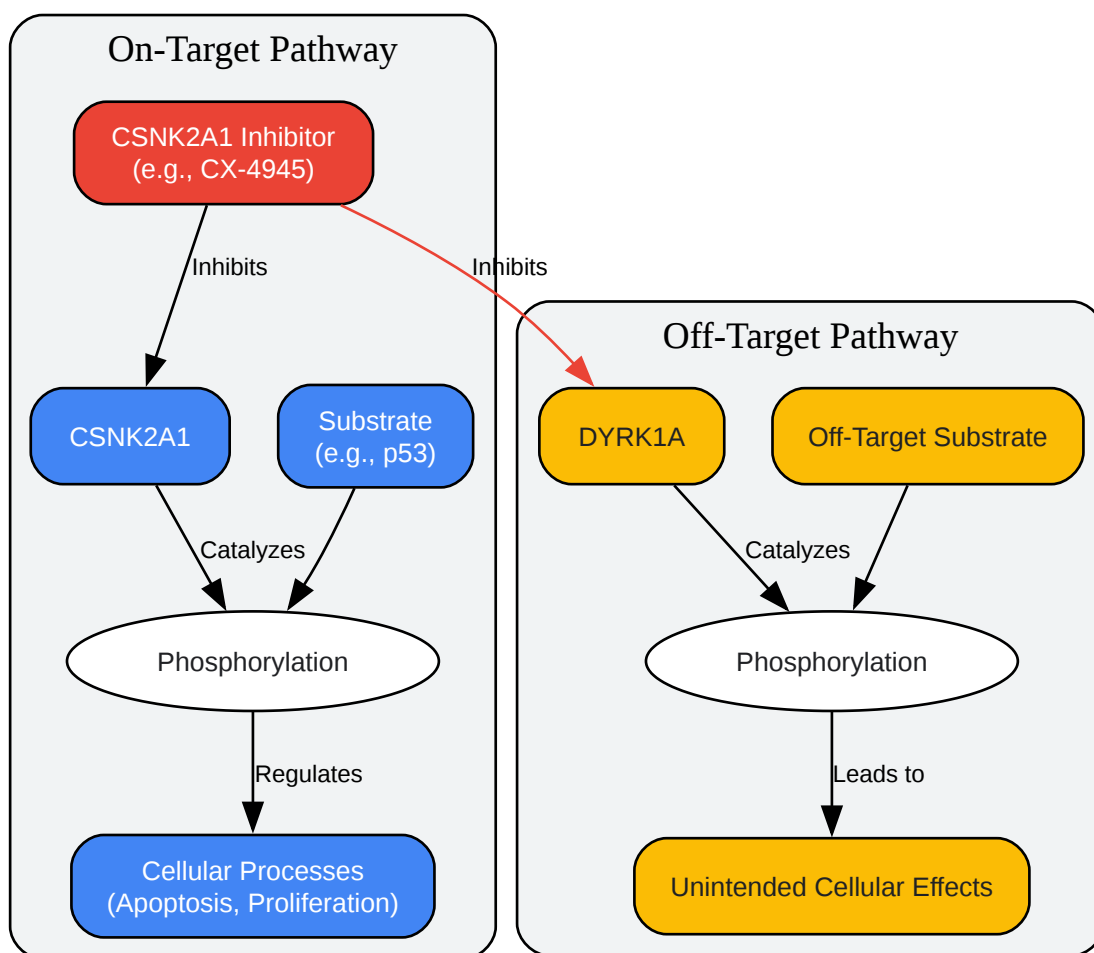 On-Target Pathway
CSNK2A1 Inhibitor
(e.g., CX-4945)
Inhibits
Inhibits
Off-Target Pathway
CSNK2A1
Substrate
(e.g., p53)
DYRK1A
Off-Target Substrate
Catalyzes
Catalyzes
Phosphorylation
Phosphorylation
Regulates
Leads to
Cellular Processes
(Apoptosis, Proliferation)
Unintended Cellular Effects